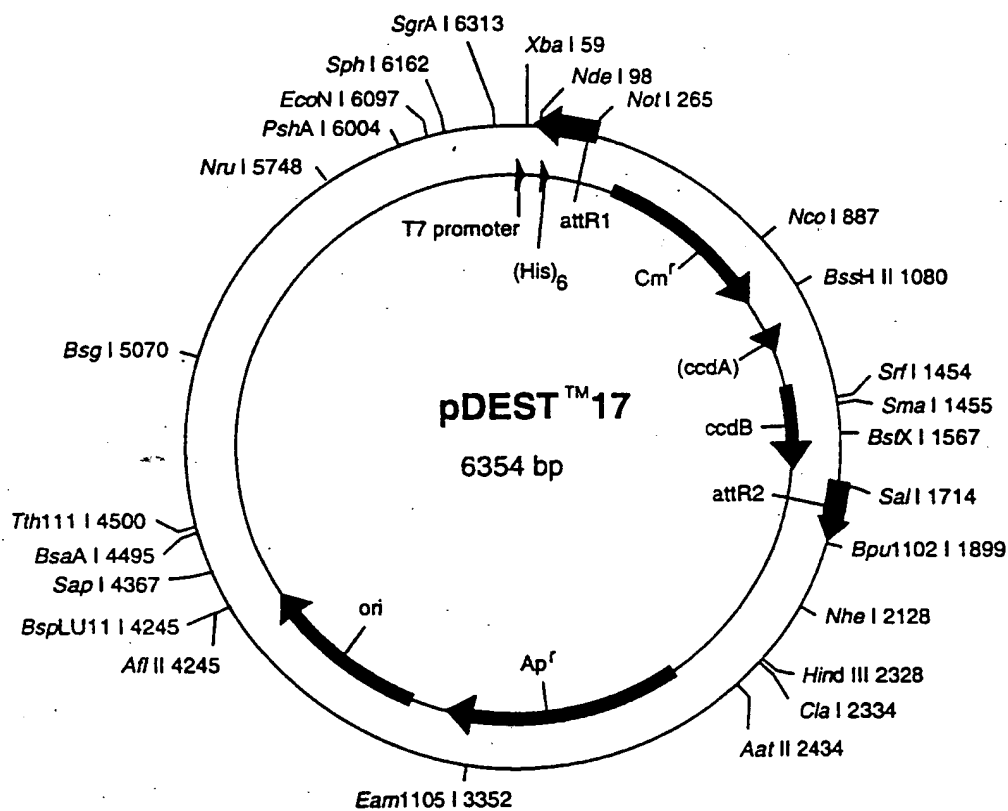 SgrA I 6313
Xba I 59
Sph I 6162
Nde I 98
EcoN I 6097
Not I 265
PshA I 6004
Nru I 5748
Nco I 887
T7 promoter
attR1
(His)6
Cmr
BssH II 1080
Bsg I 5070
(ccdA)
Srf I 1454
pDEST™17
Sma I 1455
ccdB
BstX I 1567
6354 bp
attR2
Sal I 1714
Tth111 I 4500
BsaA I 4495
Bpu1102 I 1899
Sap I 4367
ori
Nhe I 2128
BspLU11 I 4245
Afl II 4245
Apr
Hind III 2328
Cla I 2334
Aat II 2434
Eam1105 I 3352